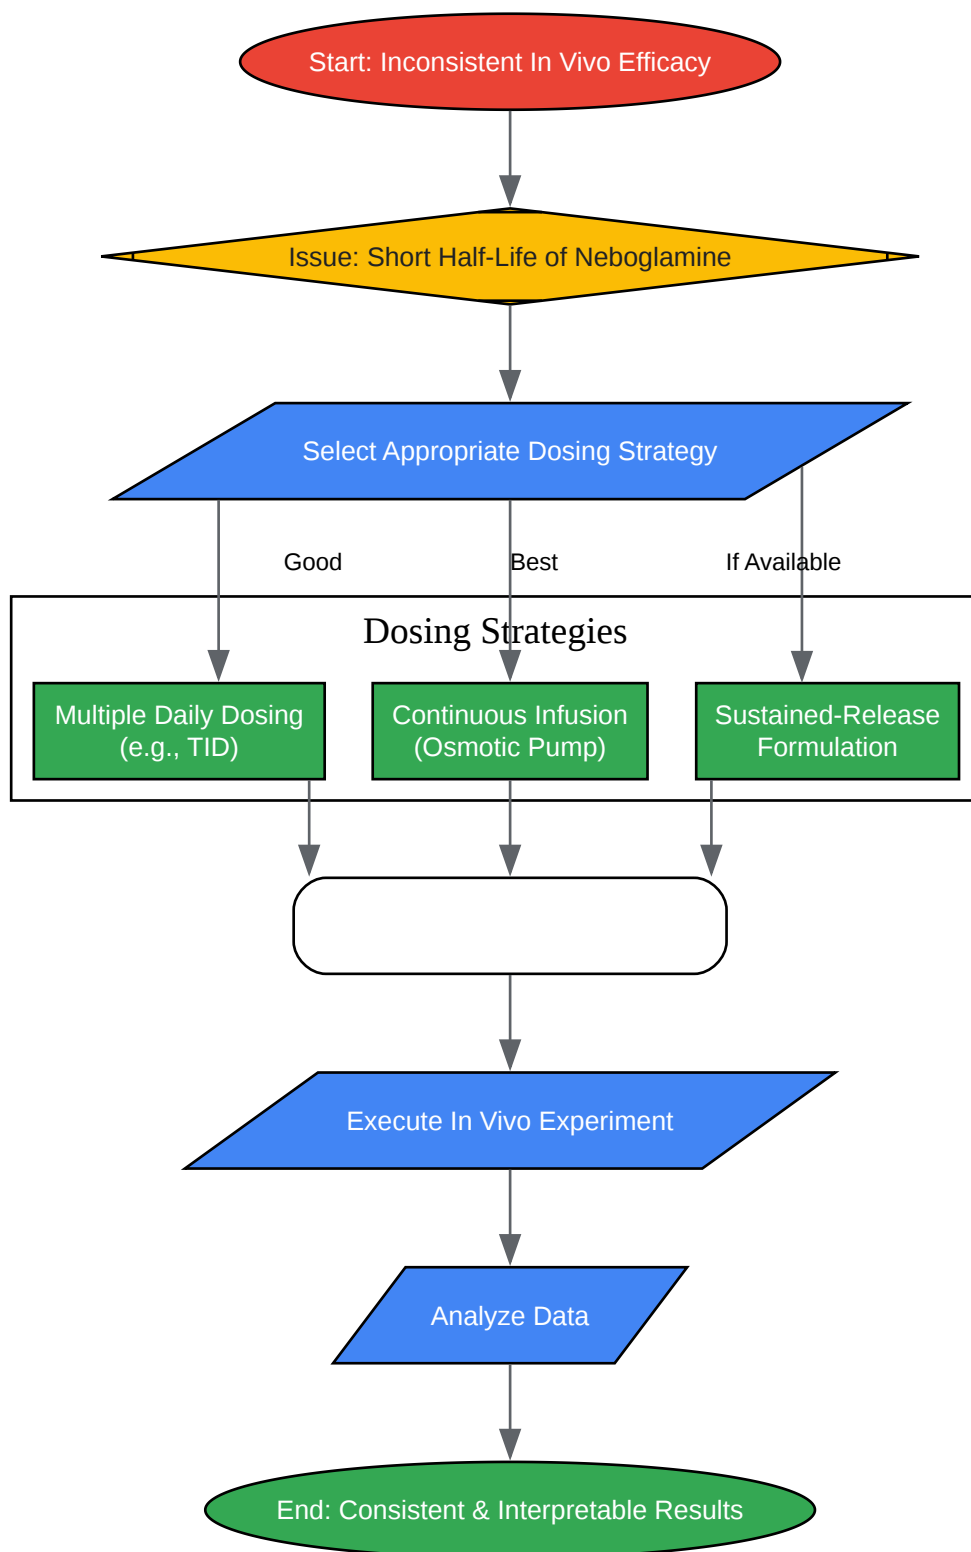 Start: Inconsistent In Vivo Efficacy
Issue: Short Half-Life of Neboglamine
Select Appropriate Dosing Strategy
Good
Best
If Available
Dosing Strategies
Multiple Daily Dosing
(e.g., TID)
Continuous Infusion
(Osmotic Pump)
Sustained-Release
Formulation
Execute In Vivo Experiment
Analyze Data
End: Consistent & Interpretable Results